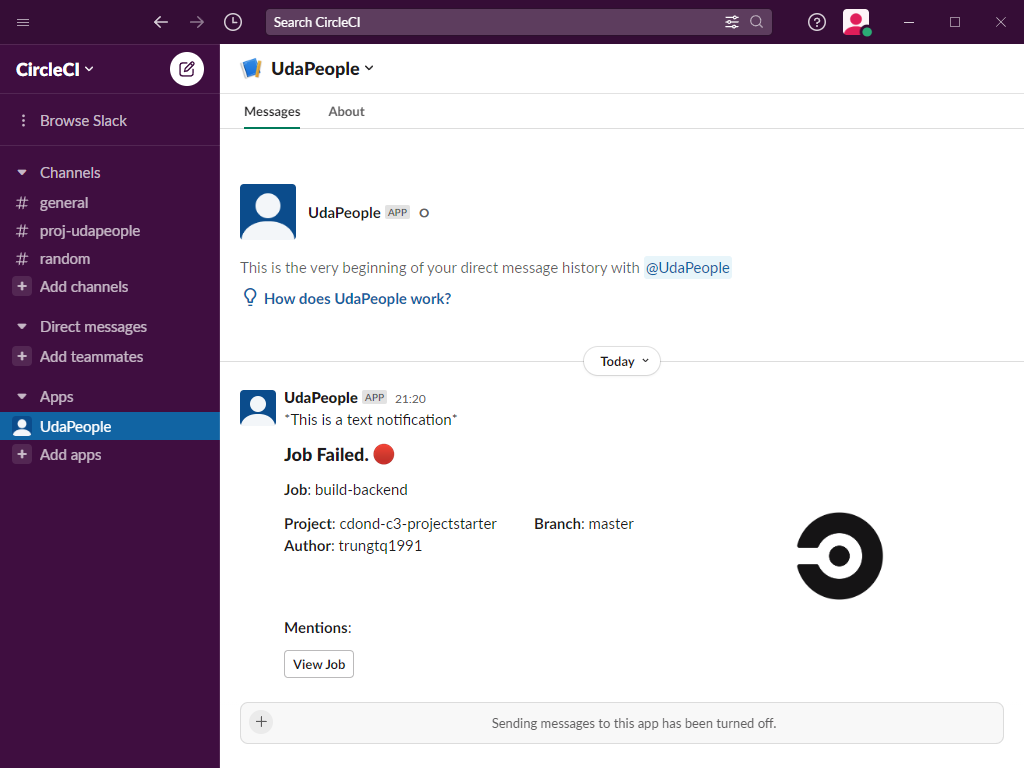 Search CircleCI
CircleCI
Browse Slack
Channels
# general
# proj-udapeople
# random
+ Add channels
Direct messages
+ Add teammates
Apps
UdaPeople
+ Add apps
UdaPeople
Messages About
UdaPeople APP
This is the very beginning of your direct message history with @UdaPeople
How does UdaPeople work?
Today
UdaPeople APP 21:20
*This is a text notification*
Job Failed.
Job: build-backend
Project: cdond-c3-projectstarter Branch: master
Author: trungtq1991
Mentions:
View Job
+ Sending messages to this app has been turned off.